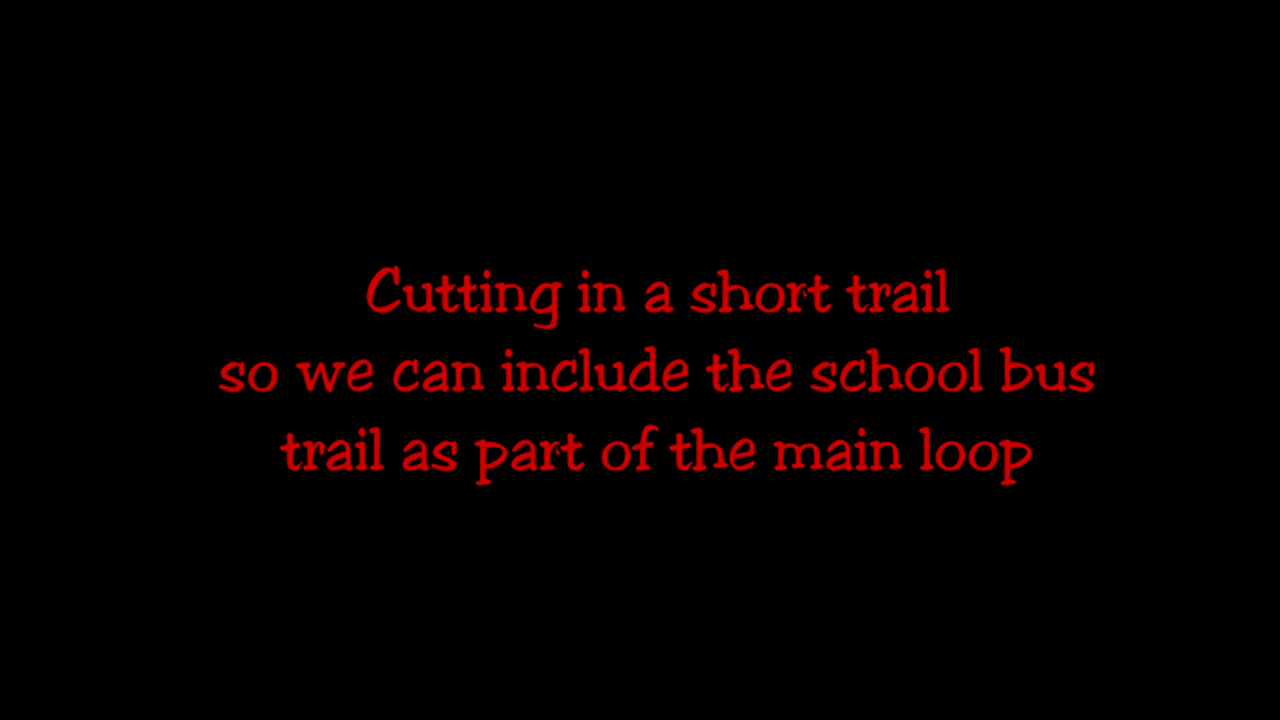 Cutting in a short trail
so we can include the school bus
trail as part of the main loop